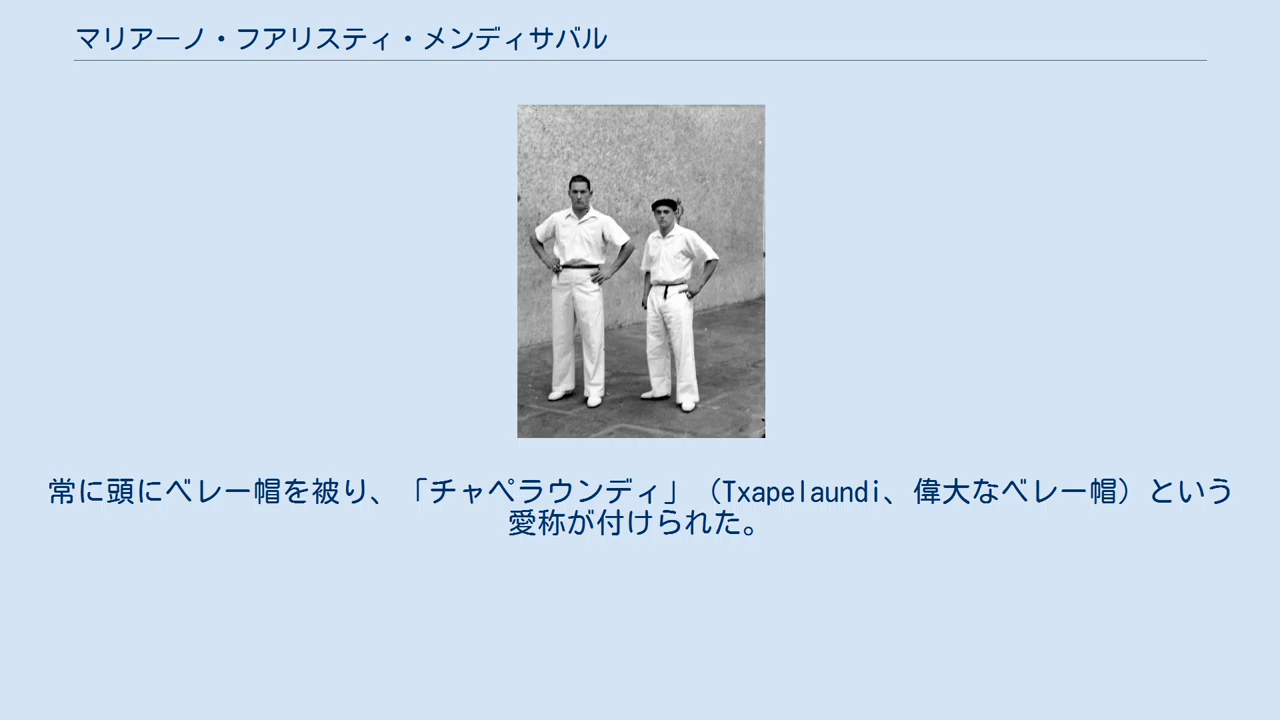 マリアーノ・フアリスティ・メンディサバル
常に頭にベレー帽を被り、「チャペラウンディ」（Txapelaundi、偉大なベレー帽）という
愛称が付けられた。